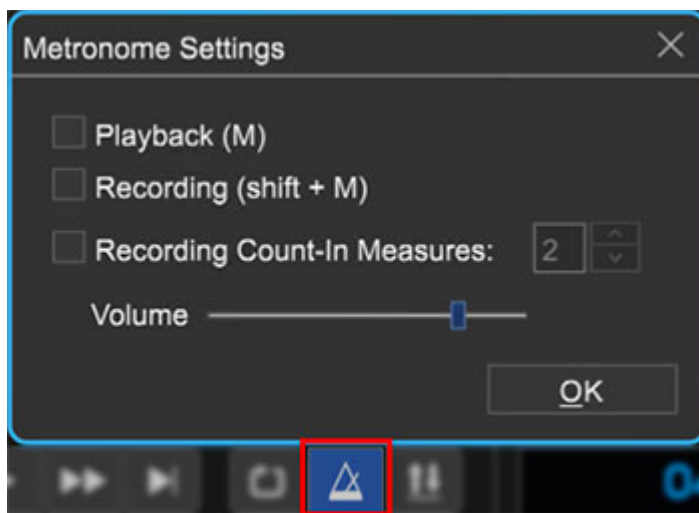 Metronome Settings
Playback (M)
Recording (shift + M)
Recording Count-In Measures: 2
Volume
OK